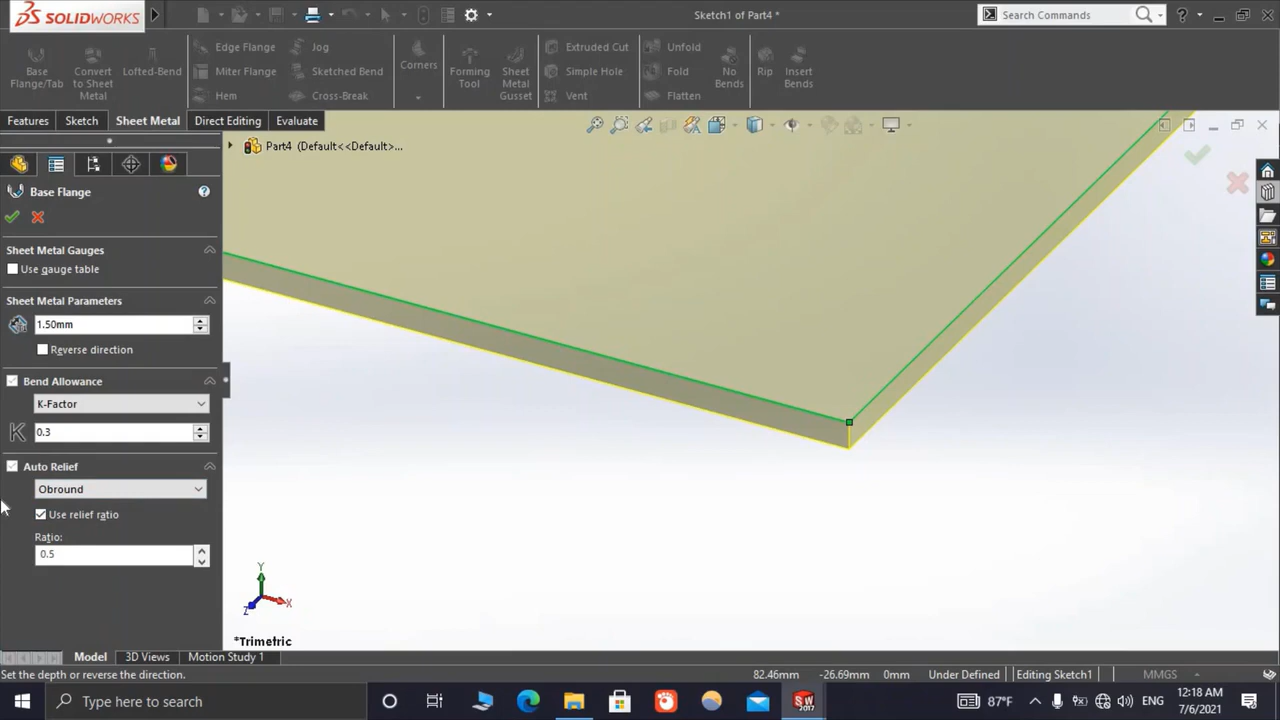 SOLIDWORKS
Sketch1 of Part4 *
Search Commands
?
Base Flange/Tab
Convert to Sheet Metal
Lofted-Bend
Edge Flange
Miter Flange
Hem
Jog
Sketched Bend
Cross-Break
Corners
Forming Tool
Sheet Metal Gusset
Extruded Cut
Simple Hole
Vent
Unfold
Fold
Flatten
No Bends
Rip
Insert Bends
Features
Sketch
Sheet Metal
Direct Editing
Evaluate
Part4 (Default<<Default>...
Base Flange
?
Sheet Metal Gauges
Use gauge table
Sheet Metal Parameters
1.50mm
Reverse direction
Bend Allowance
K-Factor
K
0.3
Auto Relief
Obround
Use relief ratio
Ratio:
0.5
Y
X
Z
*Trimetric
Model
3D Views
Motion Study 1
Set the depth or reverse the direction.
82.46mm
-26.69mm
0mm
Under Defined
Editing Sketch1
MMGS
Type here to search
SW
2017
87°F
ENG
12:18 AM
7/6/2021